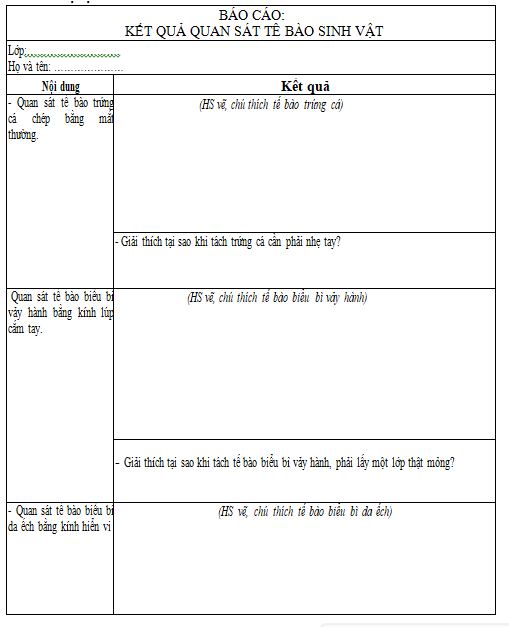 BÁO CÁO:
KẾT QUẢ QUAN SÁT TẾ BÀO SINH VẬT
Lớp:..............................
Họ và tên: …………………
Nội dung
Kết quả
- Quan sát tế bào trứng
cá chép bằng mắt
thường.
(HS vẽ, chú thích tế bào trứng cá)
- Giải thích tại sao khi tách trứng cá cần phải nhẹ tay?
Quan sát tế bào biểu bì
vảy hành bằng kính lúp
cầm tay.
(HS vẽ, chú thích tế bào biểu bì vảy hành)
- Giải thích tại sao khi tách tế bào biểu bì vảy hành, phải lấy một lớp thật mỏng?
- Quan sát tế bào biểu bì
da ếch bằng kính hiển vi
(HS vẽ, chú thích tế bào biểu bì da ếch)